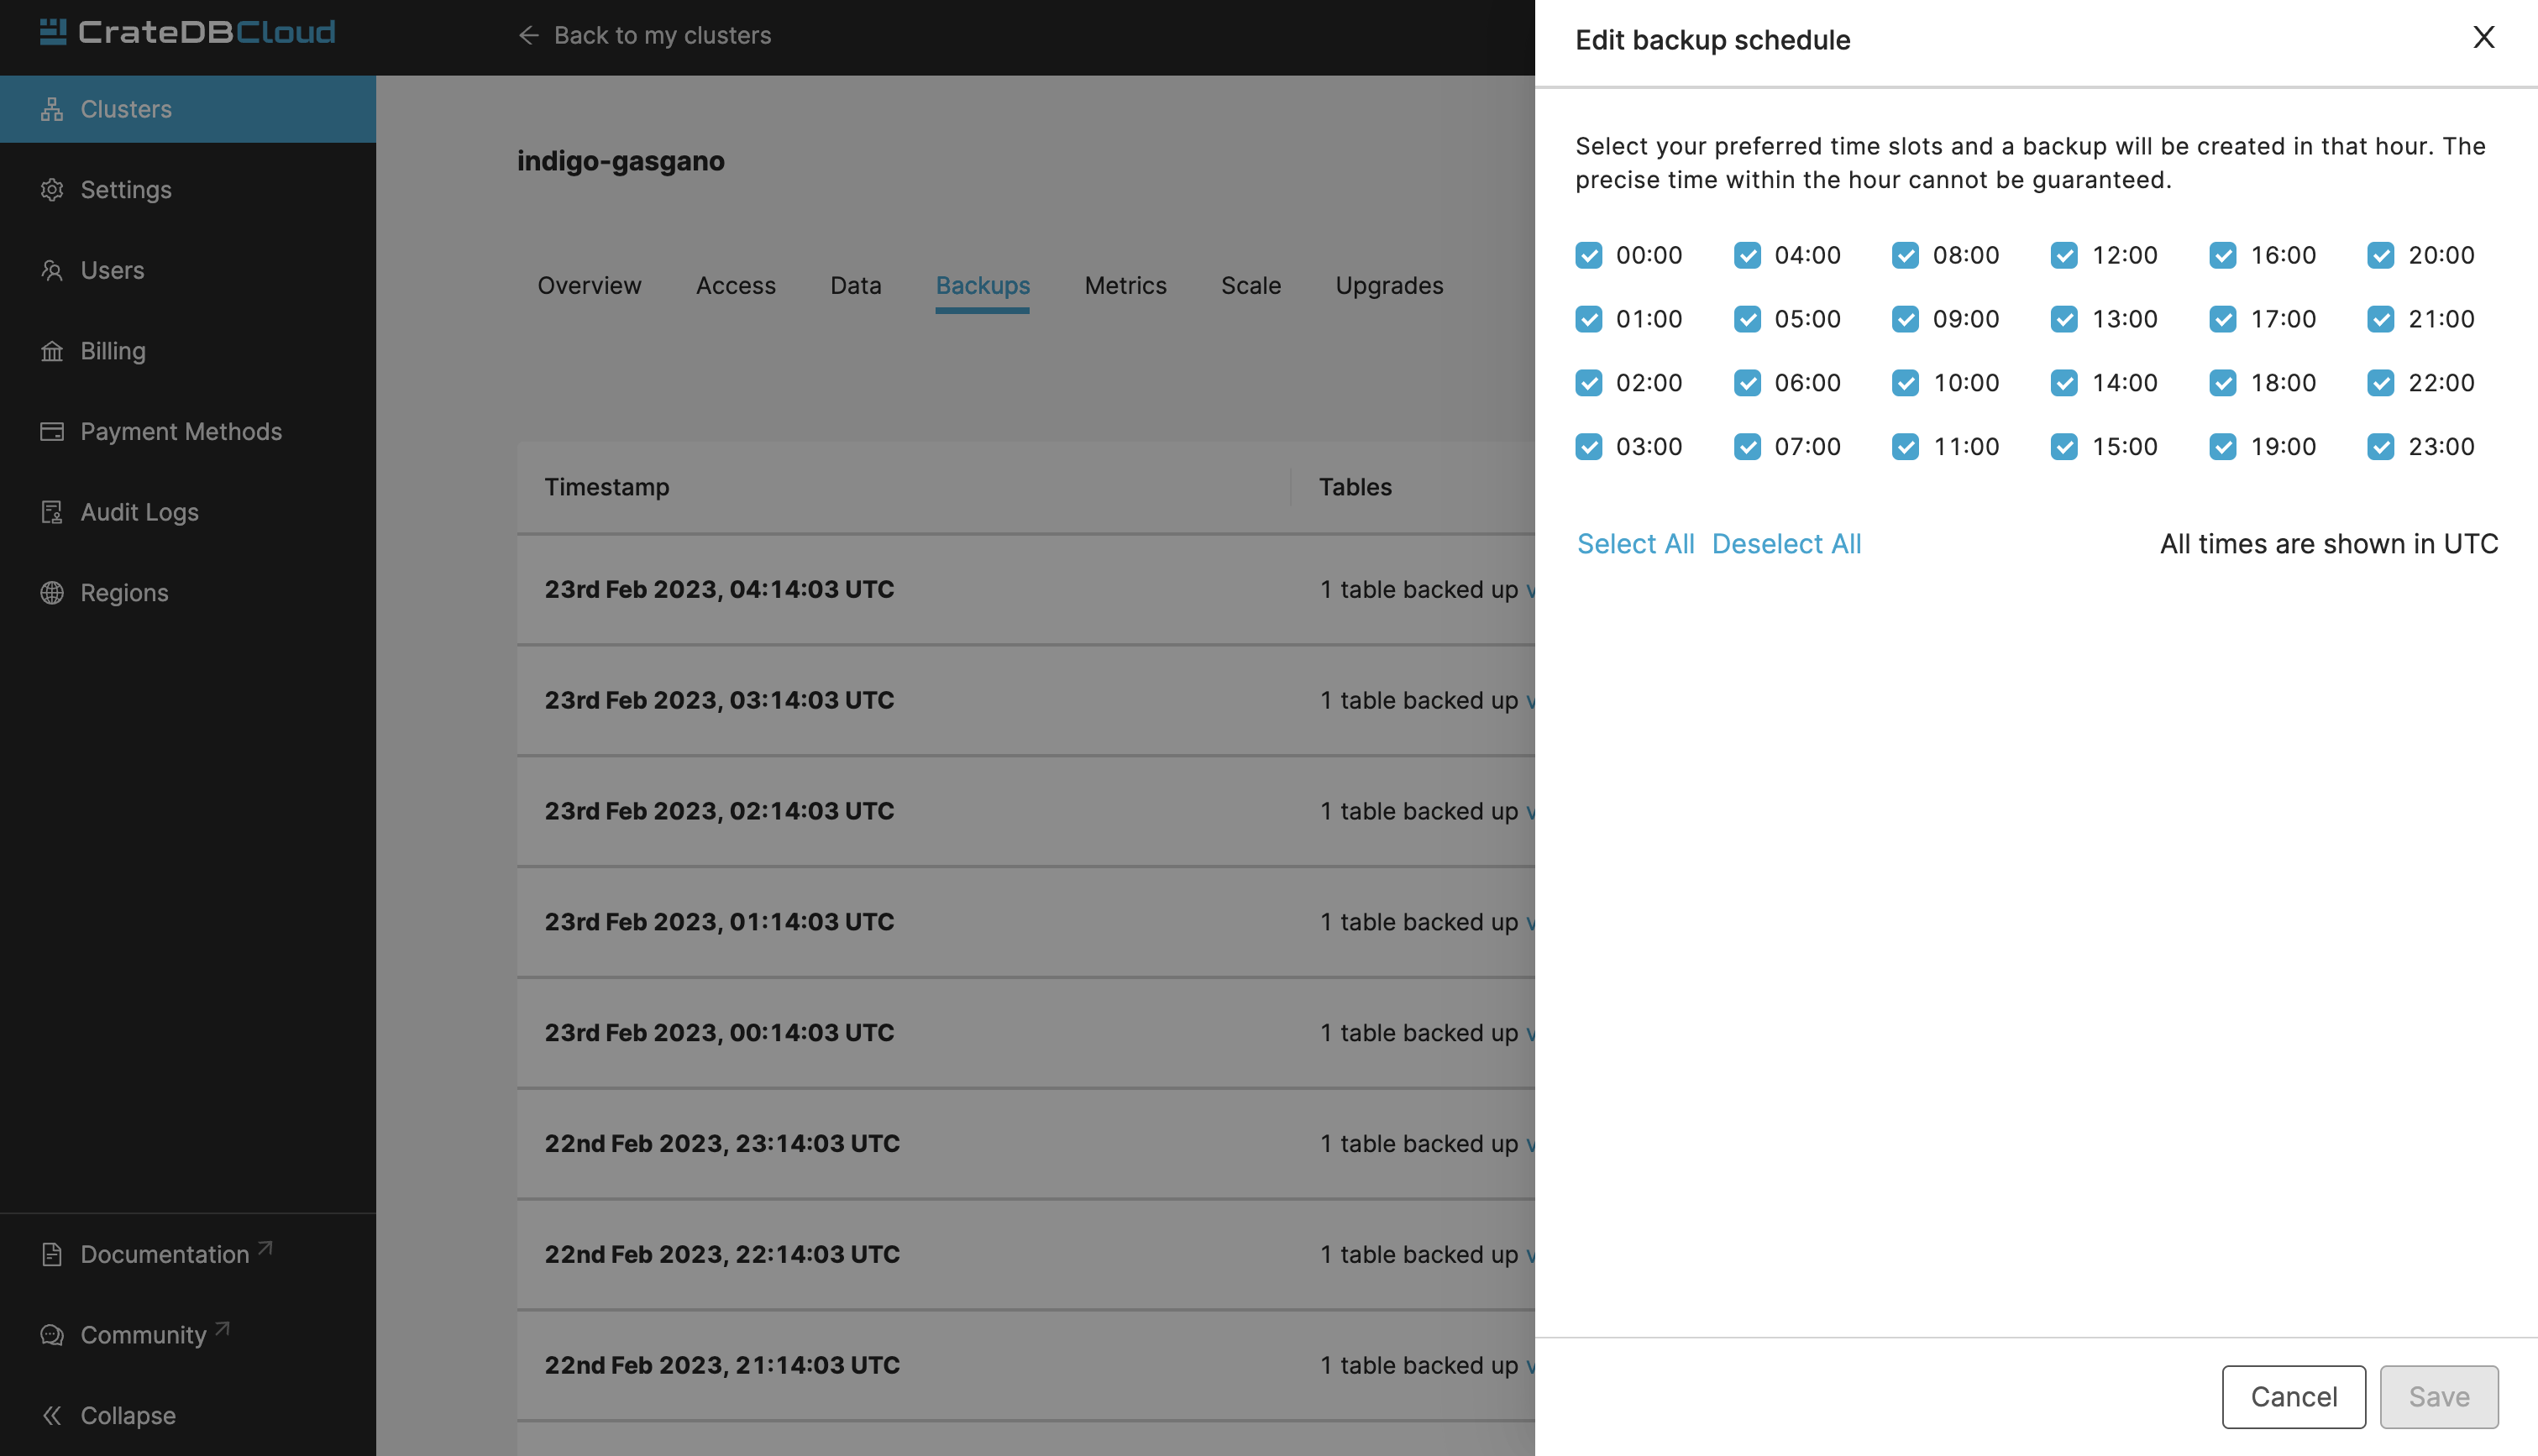 CrateDBCloud
Back to my clusters
Clusters
Settings
Users
Billing
Payment Methods
Audit Logs
Regions
Documentation
Community
Collapse
indigo-gasgano
Overview Access Data Backups Metrics Scale Upgrades
Timestamp Tables
23rd Feb 2023, 04:14:03 UTC 1 table backed up
23rd Feb 2023, 03:14:03 UTC 1 table backed up
23rd Feb 2023, 02:14:03 UTC 1 table backed up
23rd Feb 2023, 01:14:03 UTC 1 table backed up
23rd Feb 2023, 00:14:03 UTC 1 table backed up
22nd Feb 2023, 23:14:03 UTC 1 table backed up
22nd Feb 2023, 22:14:03 UTC 1 table backed up
22nd Feb 2023, 21:14:03 UTC 1 table backed up
Edit backup schedule
Select your preferred time slots and a backup will be created in that hour. The
precise time within the hour cannot be guaranteed.
00:00 04:00 08:00 12:00 16:00 20:00
01:00 05:00 09:00 13:00 17:00 21:00
02:00 06:00 10:00 14:00 18:00 22:00
03:00 07:00 11:00 15:00 19:00 23:00
Select All Deselect All All times are shown in UTC
Cancel Save